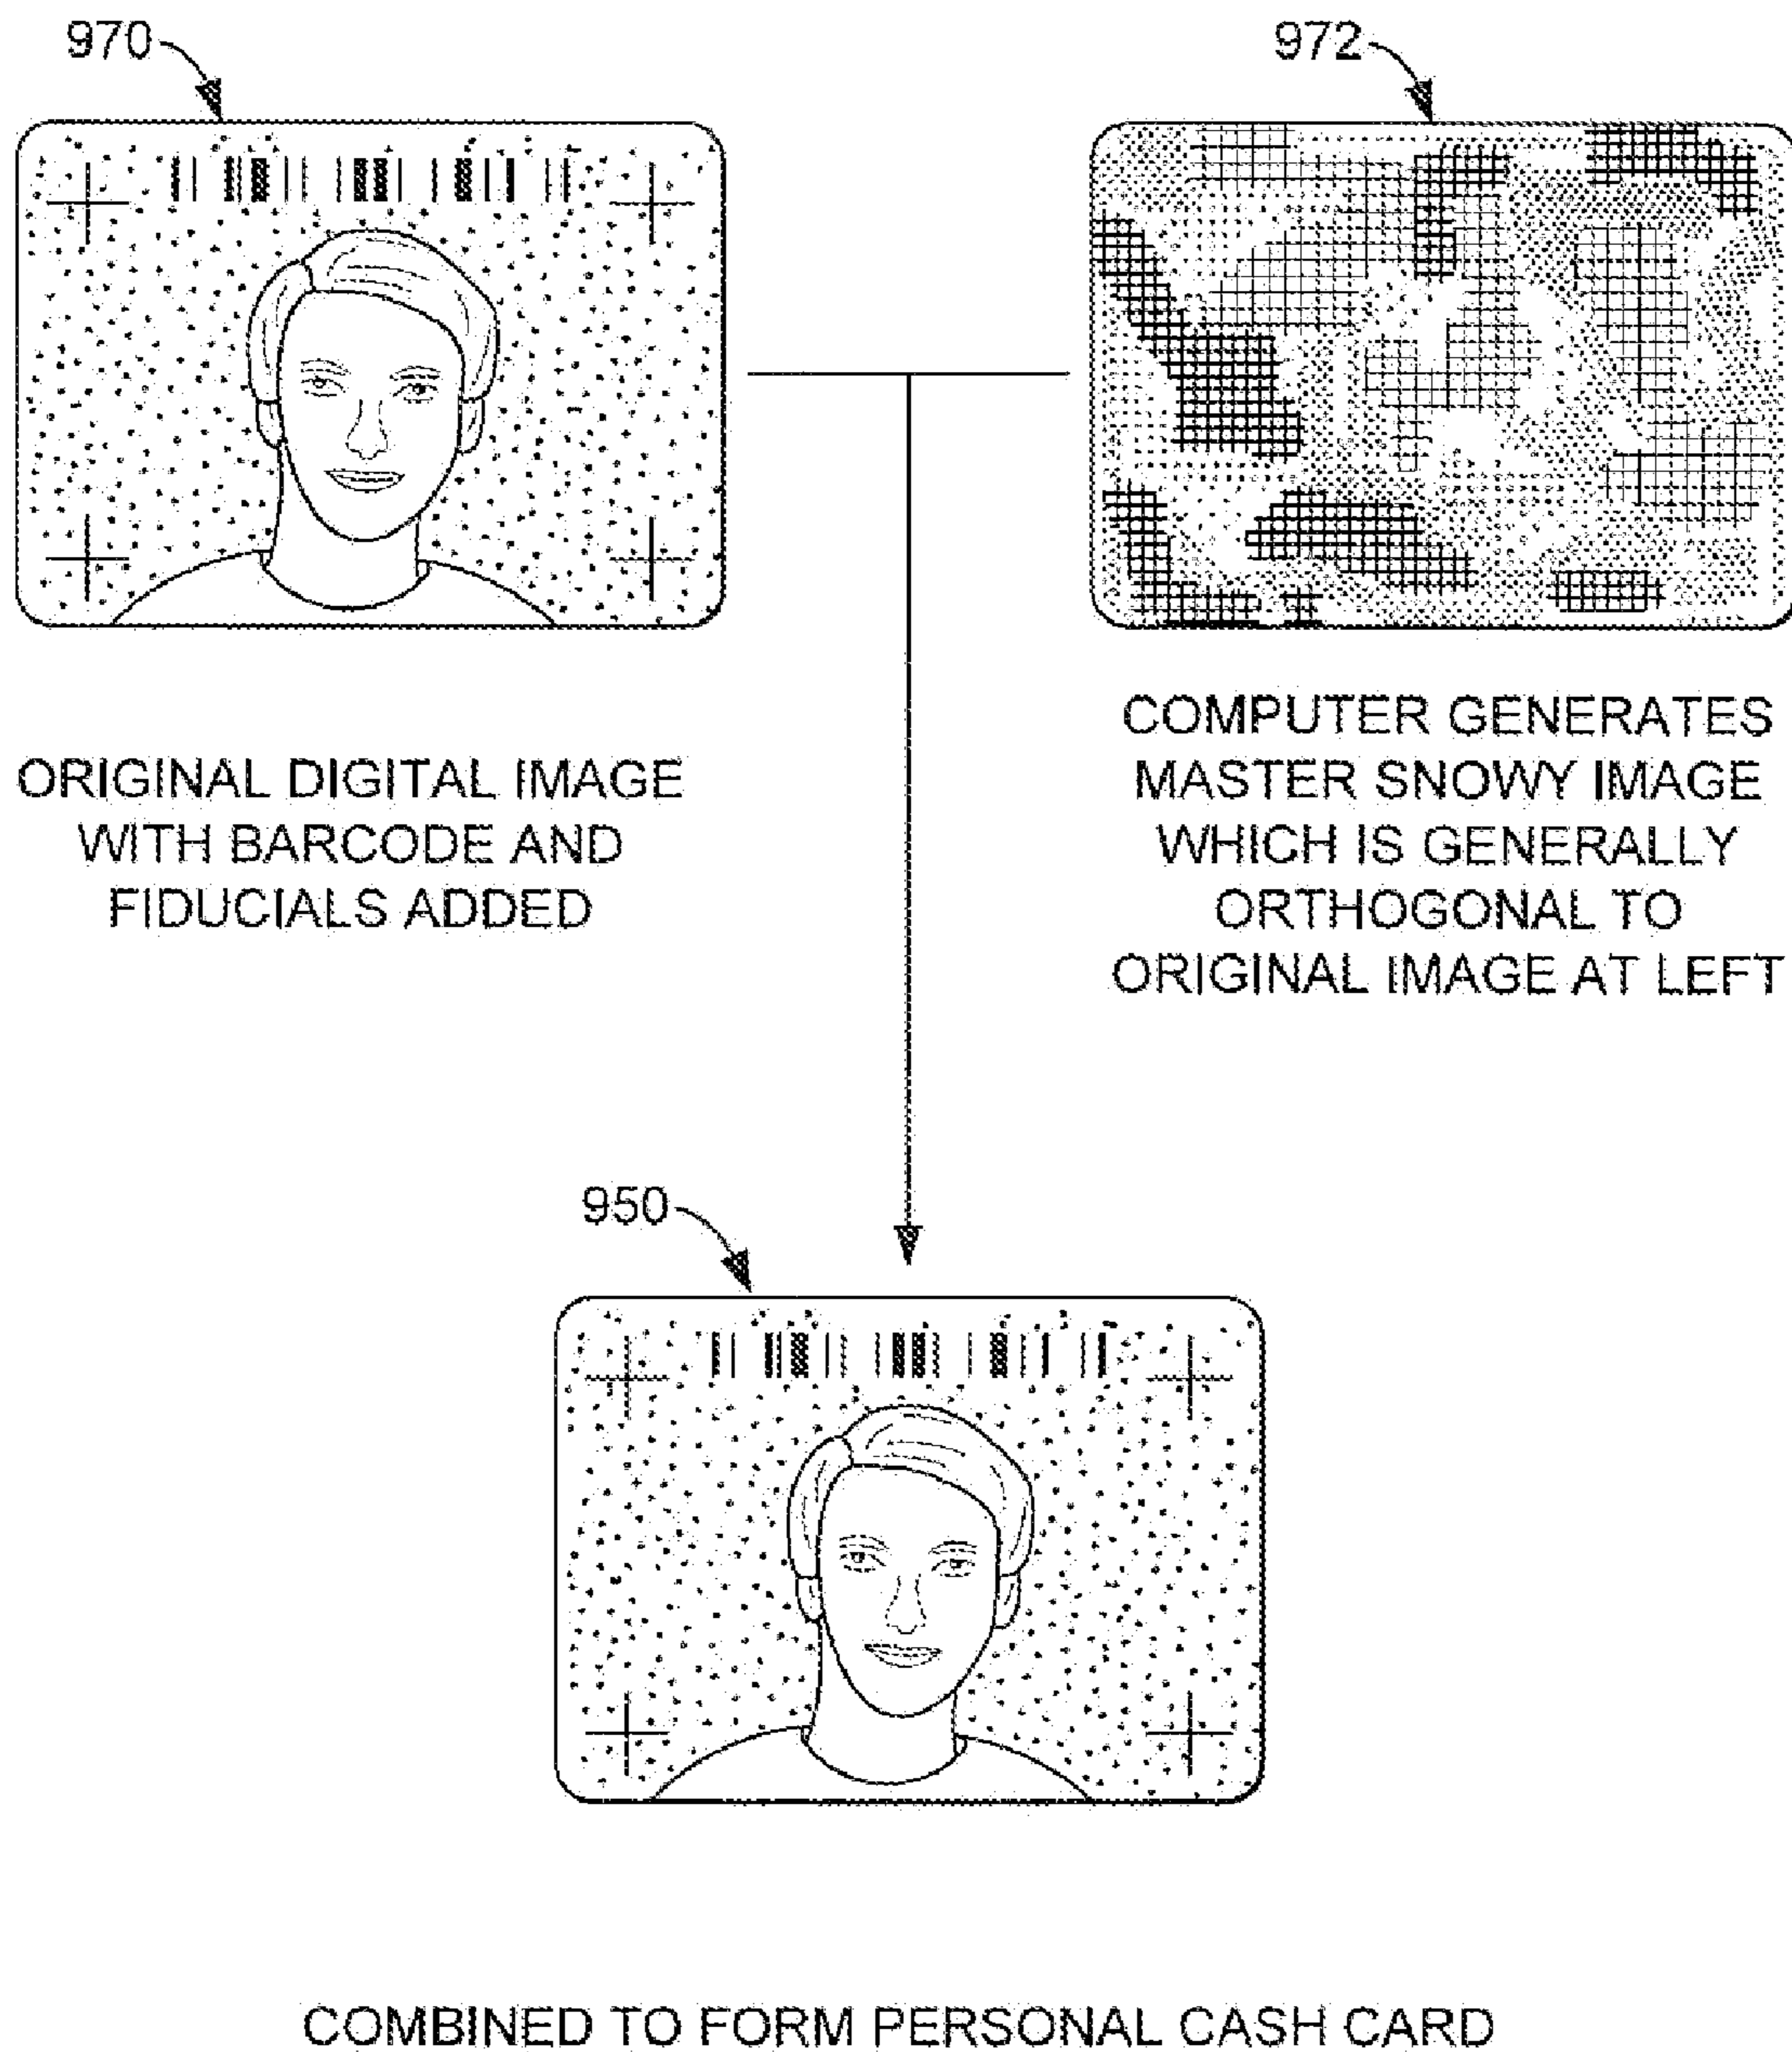 970
972
ORIGINAL DIGITAL IMAGE
WITH BARCODE AND
FIDUCIALS ADDED
COMPUTER GENERATES
MASTER SNOWY IMAGE
WHICH IS GENERALLY
ORTHOGONAL TO
ORIGINAL IMAGE AT LEFT
950
COMBINED TO FORM PERSONAL CASH CARD